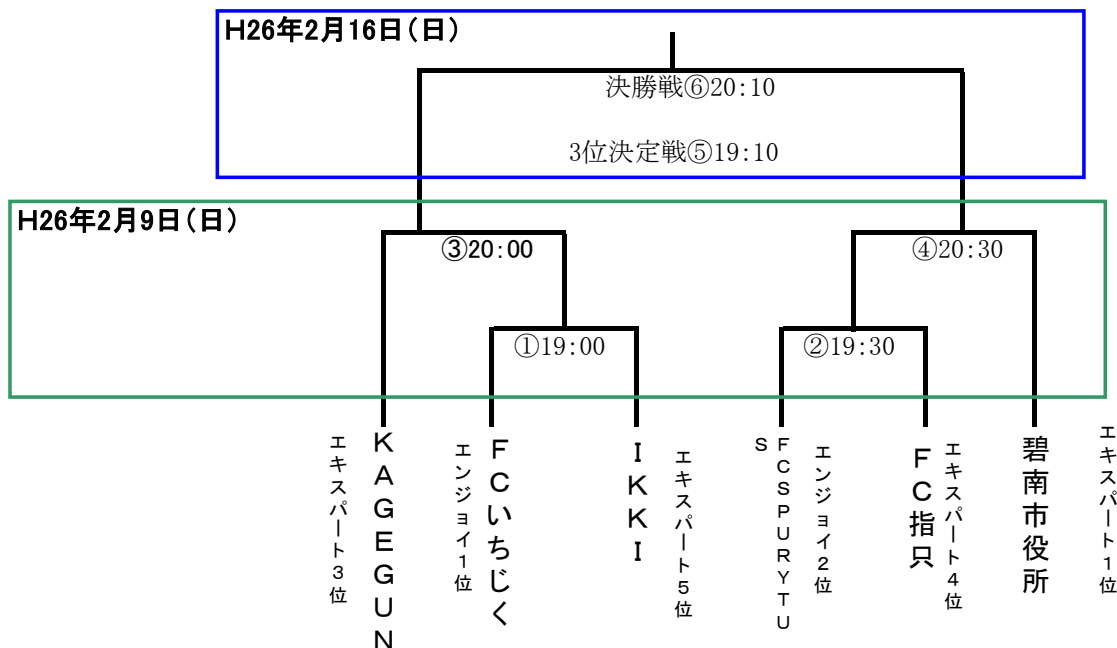 H26年2月16日(日)
決勝戦⑥20:10
3位決定戦⑤19:10
H26年2月9日(日)
③20:00
④20:30
①19:00
②19:30
エキスパート3位
KAGEGUN
エンジョイ1位
FCいちじく
IKKI
エキスパート5位
FCSPURYTU
S
エンジョイ2位
FC指只
エキスパート4位
碧南市役所
エキスパート1位